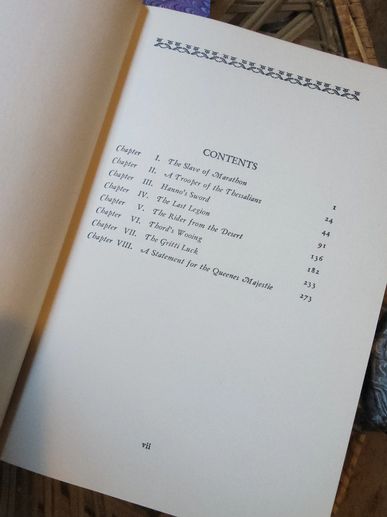 CONTENTS
Chapter I. The Slave of Marathon 1
Chapter II. A Trooper of the Thessalians 24
Chapter III. Hanno's Sword 44
Chapter IV. The Last Legion 91
Chapter V. The Rider from the Desert 136
Chapter VI. Thord's Wooing 182
Chapter VII. The Gritti Luck 233
Chapter VIII. A Statement for the Queenes Majestie 273
vii